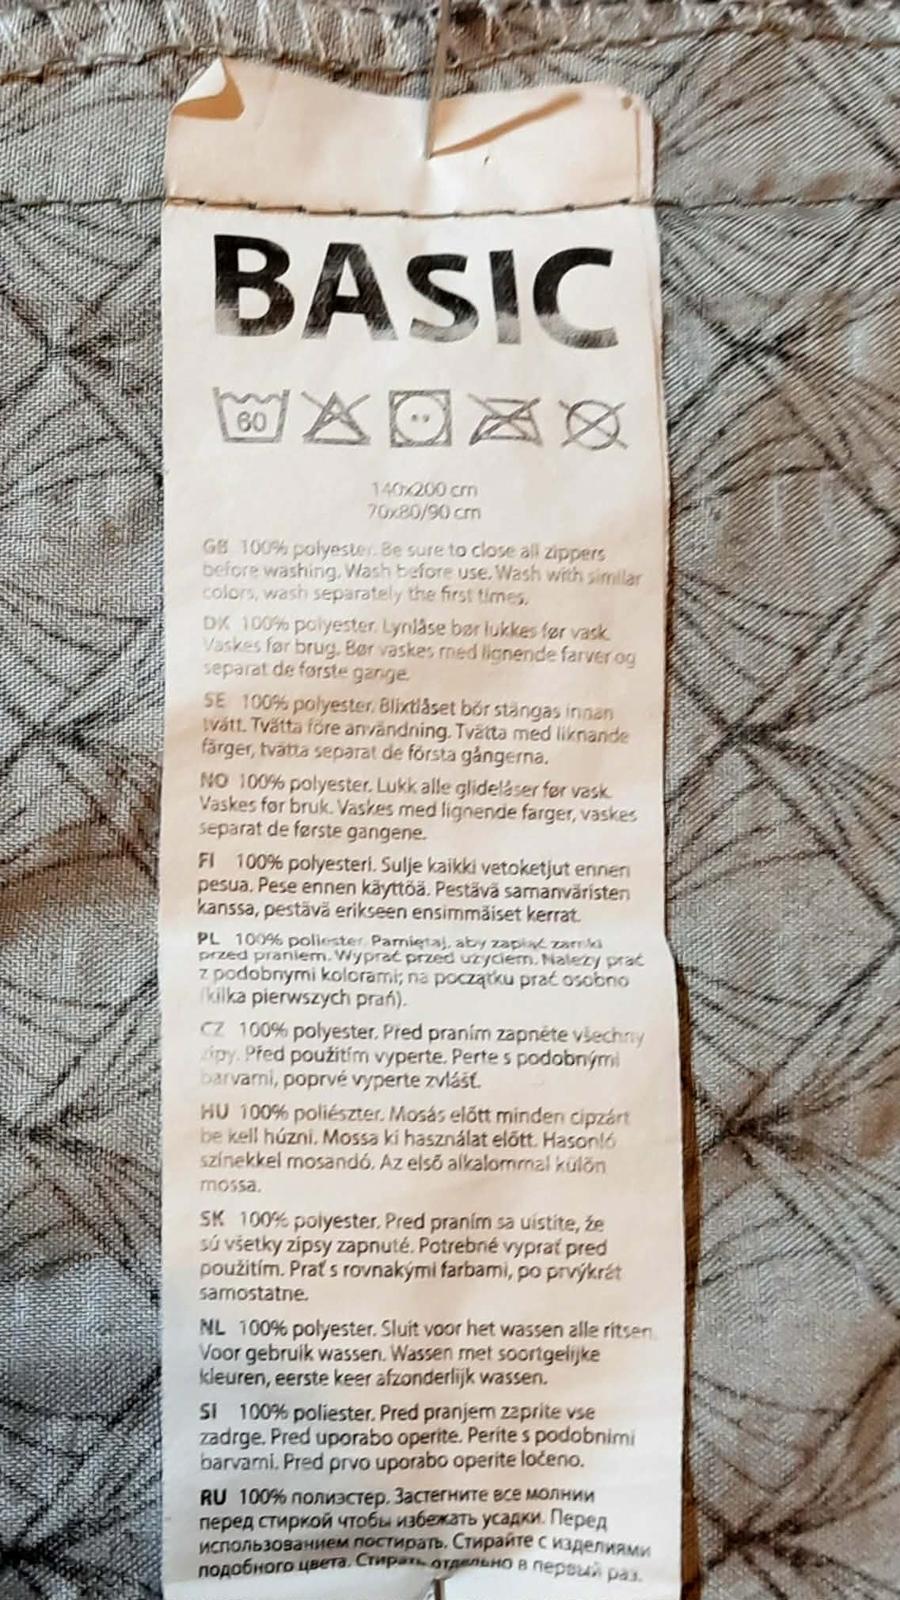 BASIC
60
140x200 cm
70x80/90 cm
GB 100% polyester. Be sure to close all zippers
before washing. Wash before use. Wash with similar
colors, wash separately the first times.
DK 100% polyester. Lynlåse bør lukkes før vask.
Vaskes før brug. Bør vaskes med lignende farver og
separat de første gange.
SE 100% polyester. Blixtlåset bör stängas innan
tvätt. Tvätta före användning. Tvätta med liknande
färger, tvätta separat de första gångerna.
NO 100% polyester. Lukk alle glidelåser før vask.
Vaskes før bruk. Vaskes med lignende farger, vaskes
separat de første gangene.
FI 100% polyesteri. Sulje kaikki vetoketjut ennen
pesua. Pese ennen käyttöä. Pestävä samanväristen
kanssa, pestävä erikseen ensimmäiset kerrat.
PL 100% poliester. Pamiętaj, aby zapiąć zamki
przed praniem. Wyprać przed użyciem. Należy prać
z podobnymi kolorami; na początku prać osobno
(kilka pierwszych prań).
CZ 100% polyester. Před praním zapněte všechny
zipy. Před použitím vyperte. Perte s podobnými
barvami, poprvé vyperte zvlášť.
HU 100% poliészter. Mosás előtt minden cipzárt
be kell húzni. Mossa ki használat előtt. Hasonló
színekkel mosandó. Az első alkalommal külön
mossa.
SK 100% polyester. Pred praním sa uistite, že
sú všetky zipsy zapnuté. Potrebné vyprať pred
použitím. Prať s rovnakými farbami, po prvýkrát
samostatne.
NL 100% polyester. Sluit voor het wassen alle ritsen.
Voor gebruik wassen. Wassen met soortgelijke
kleuren, eerste keer afzonderlijk wassen.
SI 100% poliester. Pred pranjem zaprite vse
zadrge. Pred uporabo operite. Perite s podobnimi
barvami. Pred prvo uporabo operite ločeno.
RU 100% полиэстер. Застегните все молнии
перед стиркой чтобы избежать усадки. Перед
использованием постирать. Стирайте с изделиями
подобного цвета. Стирать отдельно в первый раз.